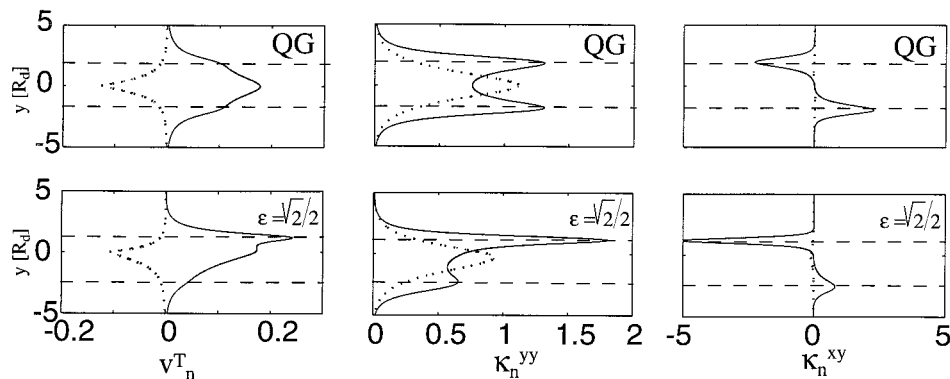 5
0
-5
y [R_d]
QG
QG
QG
5
0
-5
y [R_d]
ε=√2/2
ε=√2/2
ε=√2/2
-0.2 0 0.2
0 0.5 1 1.5 2
-5 0 5
v^T_n
κ_n^yy
κ_n^xy